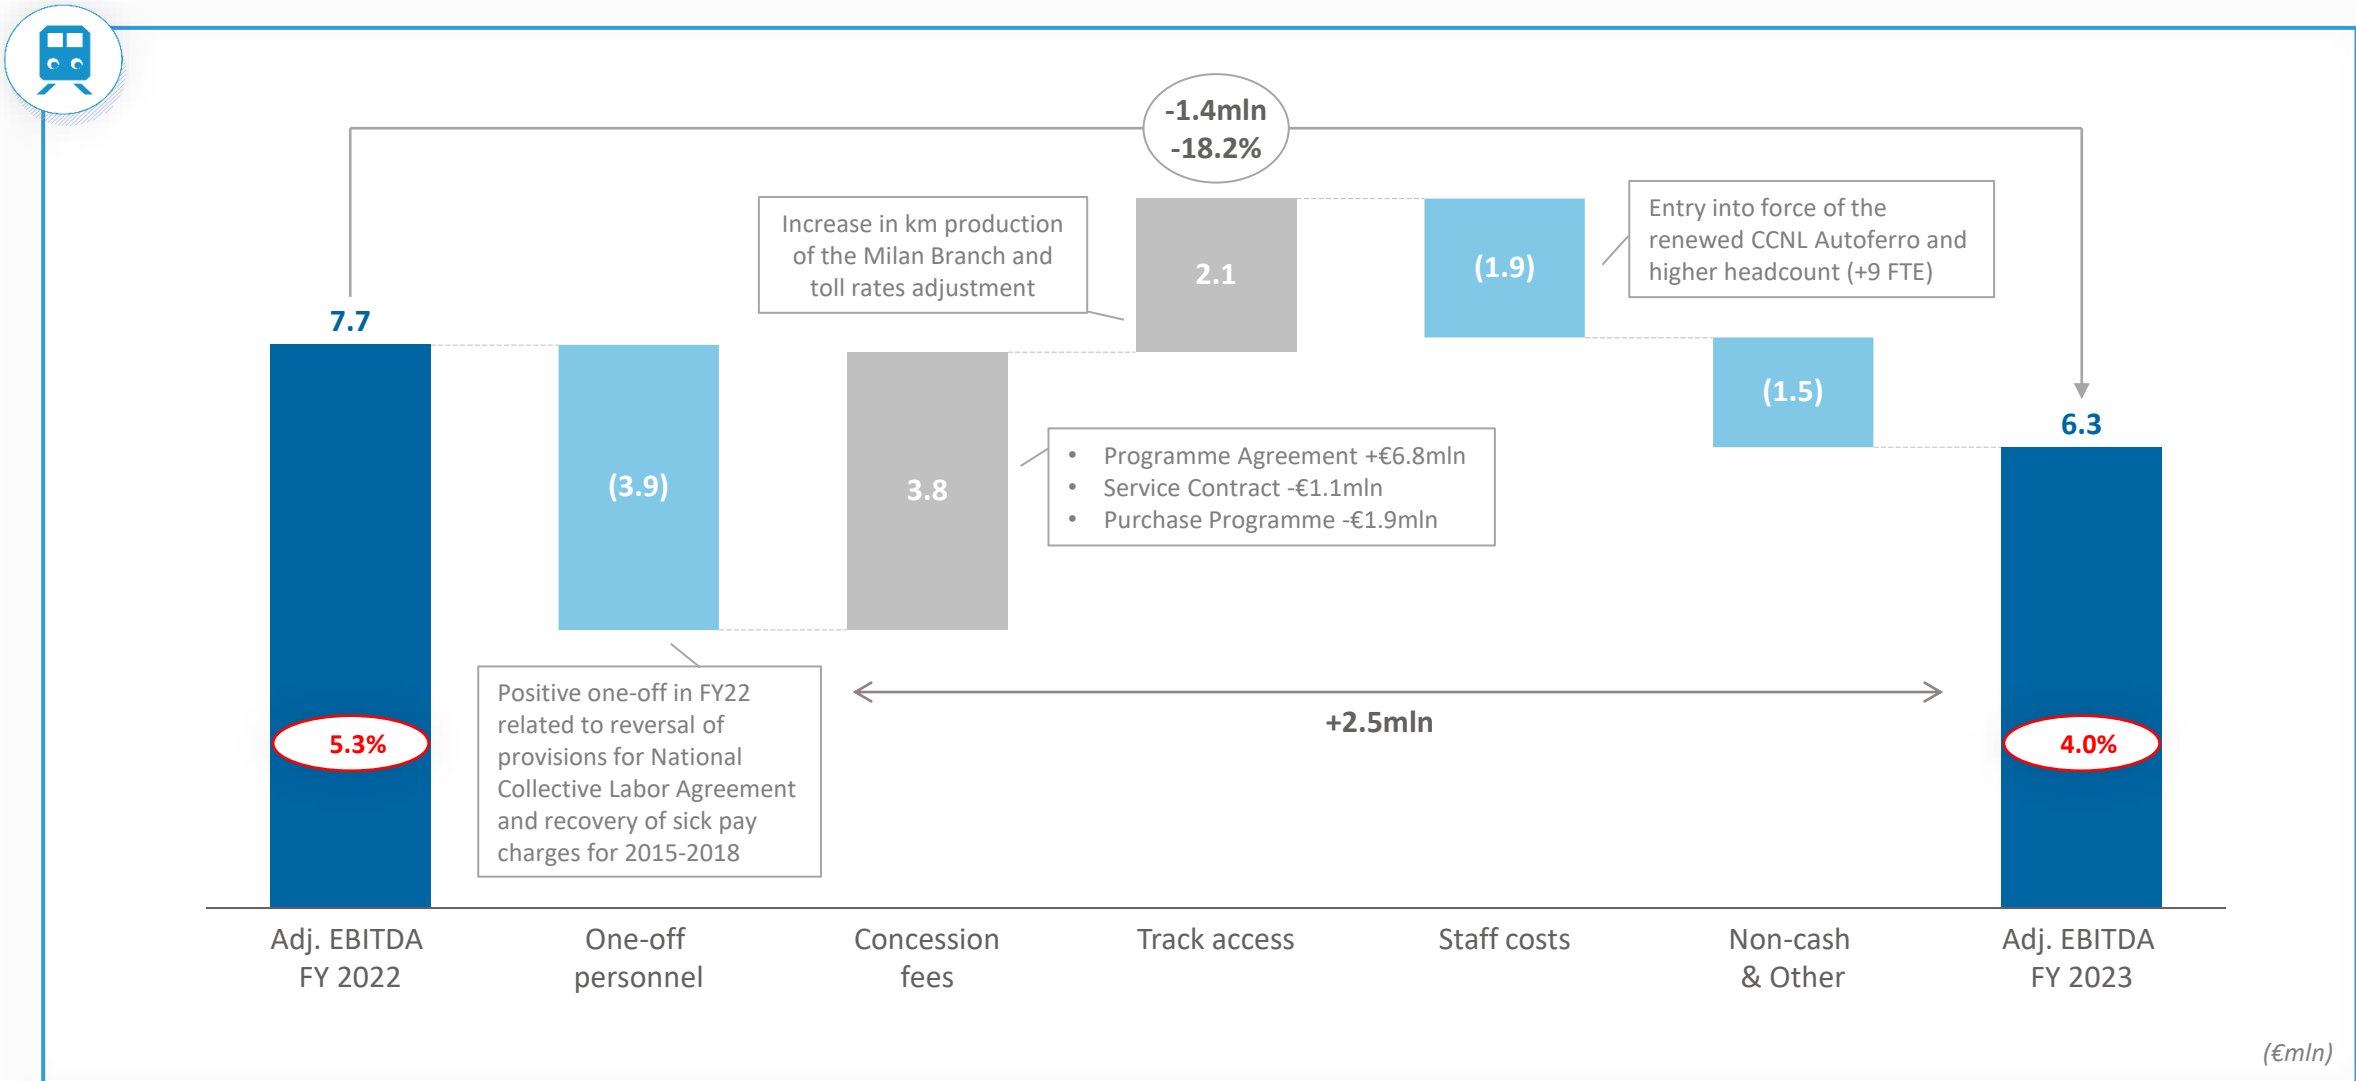 -1.4mln
-18.2%
Increase in km production
of the Milan Branch and
toll rates adjustment
2.1
(1.9)
Entry into force of the
renewed CCNL Autoferro and
higher headcount (+9 FTE)
7.7
(3.9)
3.8
• Programme Agreement +€6.8mln
• Service Contract -€1.1mln
• Purchase Programme -€1.9mln
(1.5)
6.3
Positive one-off in FY22
related to reversal of
provisions for National
Collective Labor Agreement
and recovery of sick pay
charges for 2015-2018
+2.5mln
5.3%
4.0%
Adj. EBITDA
FY 2022
One-off
personnel
Concession
fees
Track access
Staff costs
Non-cash
& Other
Adj. EBITDA
FY 2023
(€mln)